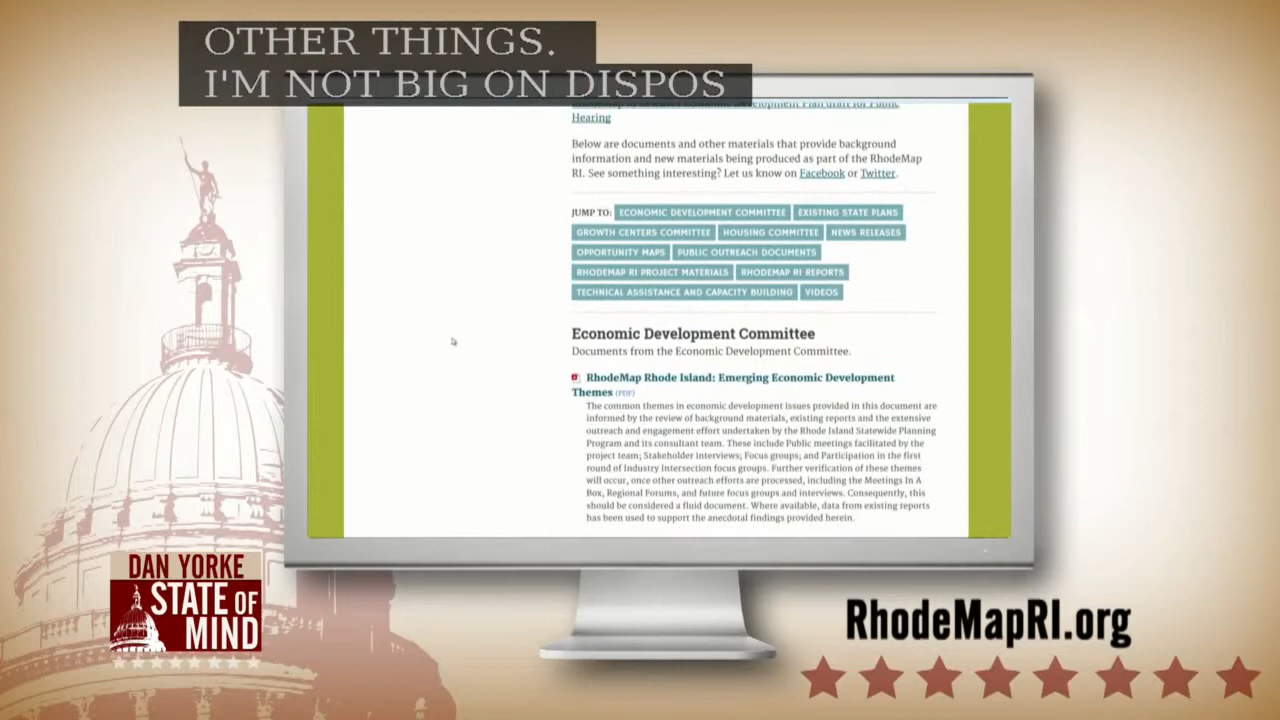 OTHER THINGS.
I'M NOT BIG ON DISPOS
RhodeMap RI Releases Economic Development Plan draft for Public
Hearing
Below are documents and other materials that provide background
information and new materials being produced as part of the RhodeMap
RI. See something interesting? Let us know on Facebook or Twitter.
JUMP TO: ECONOMIC DEVELOPMENT COMMITTEE EXISTING STATE PLANS
GROWTH CENTERS COMMITTEE HOUSING COMMITTEE NEWS RELEASES
OPPORTUNITY MAPS PUBLIC OUTREACH DOCUMENTS
RHODEMAP RI PROJECT MATERIALS RHODEMAP RI REPORTS
TECHNICAL ASSISTANCE AND CAPACITY BUILDING VIDEOS
Economic Development Committee
Documents from the Economic Development Committee.
RhodeMap Rhode Island: Emerging Economic Development
Themes (PDF)
The common themes in economic development issues provided in this document are
informed by the review of background materials, existing reports and the extensive
outreach and engagement effort undertaken by the Rhode Island Statewide Planning
Program and its consultant team. These include Public meetings facilitated by the
project team; Stakeholder interviews; Focus groups; and Participation in the first
round of Industry Intersection focus groups. Further verification of these themes
will occur, once other outreach efforts are processed, including the Meetings In A
Box, Regional Forums, and future focus groups and interviews. Consequently, this
should be considered a fluid document. Where available, data from existing reports
has been used to support the anecdotal findings provided herein.
DAN YORKE
STATE OF
MIND
RhodeMapRI.org